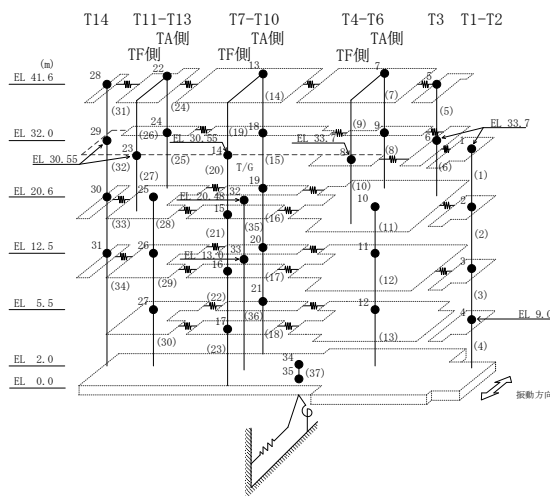 T14 T11-T13 T7-T10 T4-T6 T3 T1-T2
TA側 TA側 TA側
TF側 TF側 TF側
(m)
EL 41.6 28 22 13 7 5
(31) (24) (14) (7) (5)
EL 32.0 29 24 18 9 6 1 EL 33.7
(26) EL 30.55 (19) EL 33.7 (9)
EL 30.55 (32) 23 (25) 14 (15) 8 (8) (6) (1)
(27) (20) T/G (10)
EL 20.6 30 25 EL 20.48 32 19 10 2
(33) (28) 15 (35) (16) (11) (2)
(21)
EL 12.5 31 26 EL 13.0 33 20 11 3
(34) (29) 16 (17) (12) (3)
EL 5.5 27 (22) 21 12 4 EL 9.0
(36)
(30) 17 (18) (13) (4)
(23)
EL 2.0 34
EL 0.0 35 (37)
振動方向